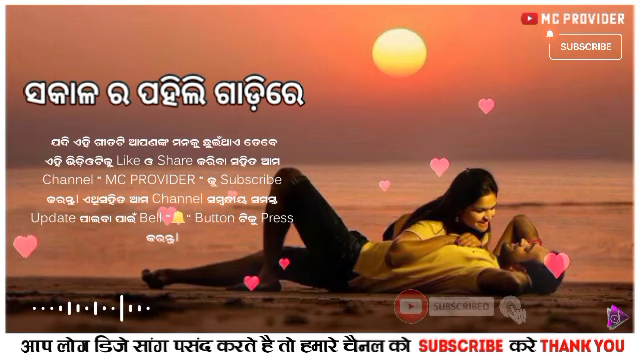 MC PROVIDER
SUBSCRIBE
ସକାଳ ର ପହିଲି ଗାଡ଼ିରେ
ଯଦି ଏହି ଗୀତଟି ଆପଣଙ୍କ ମନକୁ ଛୁଇଁଥାଏ ତେବେ
ଏହି ଭିଡ଼ିଓଟିକୁ Like ଓ Share କରିବା ସହିତ ଆମ
Channel “ MC PROVIDER “ କୁ Subscribe
କରନ୍ତୁ। ଏଥିସହିତ ଆମ Channel ସମ୍ବନ୍ଧୀୟ ସମସ୍ତ
Update ପାଇବା ପାଇଁ Bell “🔔“ Button ଟିକୁ Press
କରନ୍ତୁ।
SUBSCRIBED
आप लोग डिजे सांग पसंद करते है तो हमारे चैनल को SUBSCRIBE करे THANK YOU